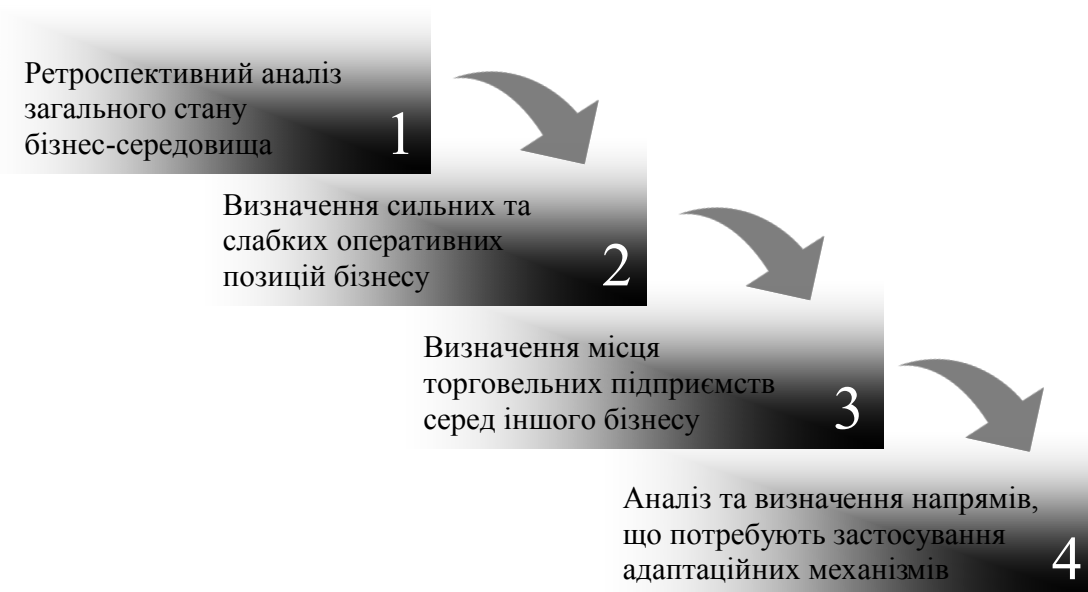 Ретроспективний аналіз
загального стану
бізнес-середовища
1
Визначення сильних та
слабких оперативних
позицій бізнесу
2
Визначення місця
торговельних підприємств
серед іншого бізнесу
3
Аналіз та визначення напрямів,
що потребують застосування
адаптаційних механізмів
4